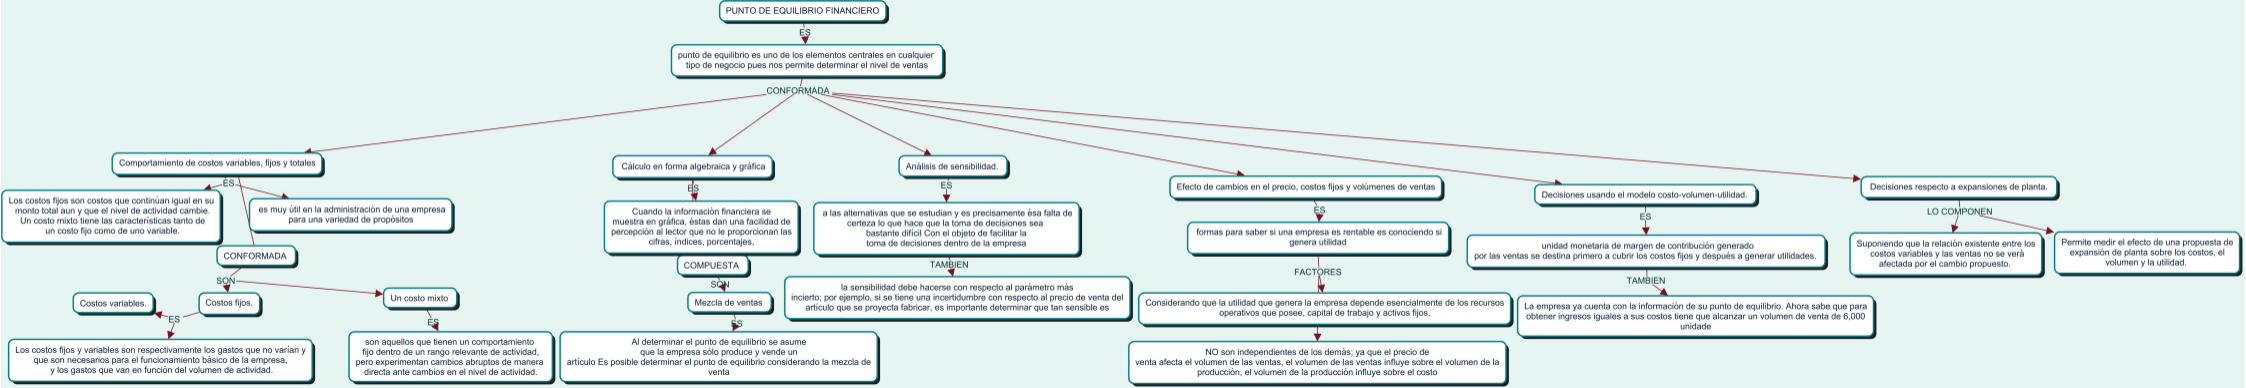 PUNTO DE EQUILIBRIO FINANCIERO
ES
punto de equilibrio es uno de los elementos centrales en cualquier
tipo de negocio pues nos permite determinar el nivel de ventas
CONFORMADA
Comportamiento de costos variables, fijos y totales
ES
Los costos fijos son costos que continúan igual en su
monto total aun y que el nivel de actividad cambie.
Un costo mixto tiene las características tanto de
un costo fijo como de uno variable.
es muy útil en la administración de una empresa
para una variedad de propósitos
CONFORMADA
SON
Costos variables.
Costos fijos.
Un costo mixto
ES
Los costos fijos y variables son respectivamente los gastos que no varían y
que son necesarios para el funcionamiento básico de la empresa,
y los gastos que van en función del volumen de actividad.
ES
son aquellos que tienen un comportamiento
fijo dentro de un rango relevante de actividad,
pero experimentan cambios abruptos de manera
directa ante cambios en el nivel de actividad.
Cálculo en forma algebraica y gráfica
ES
Cuando la información financiera se
muestra en gráfica, éstas dan una facilidad de
percepción al lector que no le proporcionan las
cifras, índices, porcentajes,
COMPUESTA
SON
Mezcla de ventas
ES
Al determinar el punto de equilibrio se asume
que la empresa sólo produce y vende un
artículo Es posible determinar el punto de equilibrio considerando la mezcla de
venta
Análisis de sensibilidad.
ES
a las alternativas que se estudian y es precisamente ésa falta de
certeza lo que hace que la toma de decisiones sea
bastante difícil Con el objeto de facilitar la
toma de decisiones dentro de la empresa
TAMBIEN
la sensibilidad debe hacerse con respecto al parámetro más
incierto; por ejemplo, si se tiene una incertidumbre con respecto al precio de venta del
artículo que se proyecta fabricar, es importante determinar que tan sensible es
Efecto de cambios en el precio, costos fijos y volúmenes de ventas
ES
formas para saber si una empresa es rentable es conociendo si
genera utilidad
FACTORES
Considerando que la utilidad que genera la empresa depende esencialmente de los recursos
operativos que posee, capital de trabajo y activos fijos,
NO son independientes de los demás; ya que el precio de
venta afecta el volumen de las ventas, el volumen de las ventas influye sobre el volumen de la
producción, el volumen de la producción influye sobre el costo
Decisiones usando el modelo costo-volumen-utilidad.
ES
unidad monetaria de margen de contribución generado
por las ventas se destina primero a cubrir los costos fijos y después a generar utilidades.
TAMBIEN
La empresa ya cuenta con la información de su punto de equilibrio. Ahora sabe que para
obtener ingresos iguales a sus costos tiene que alcanzar un volumen de venta de 6,000
unidade
Decisiones respecto a expansiones de planta.
LO COMPONEN
Suponiendo que la relación existente entre los
costos variables y las ventas no se verá
afectada por el cambio propuesto.
Permite medir el efecto de una propuesta de
expansión de planta sobre los costos, el
volumen y la utilidad.